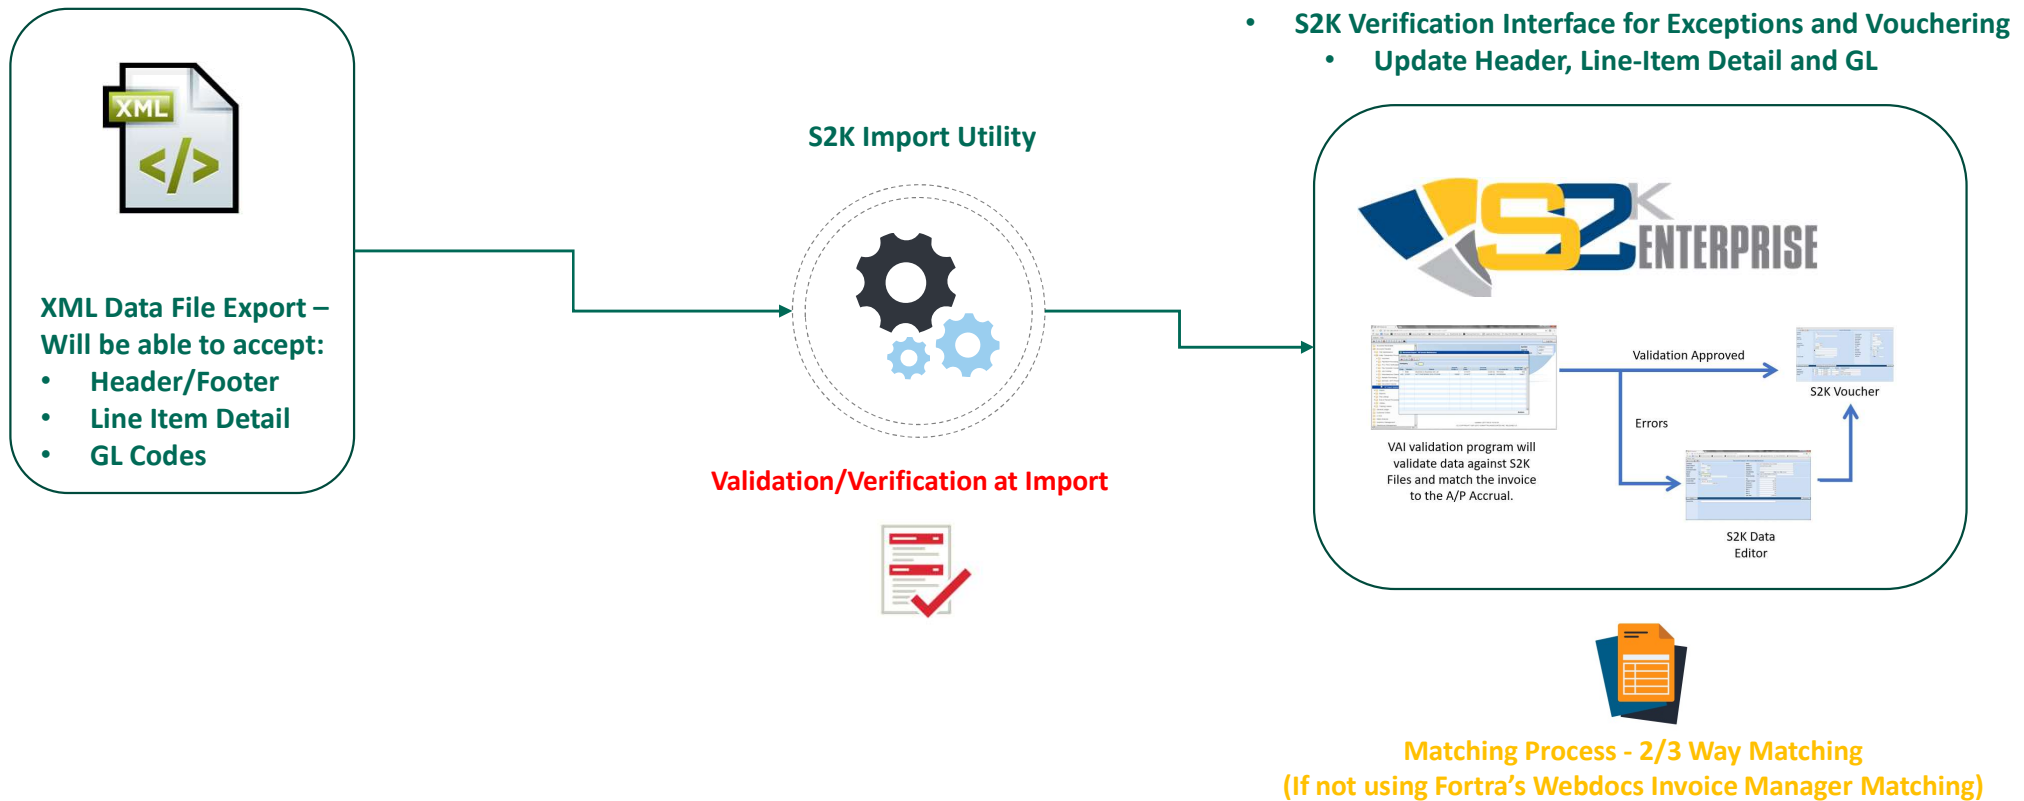 • S2K Verification Interface for Exceptions and Vouchering
• Update Header, Line-Item Detail and GL
XML
</>
XML Data File Export –
Will be able to accept:
• Header/Footer
• Line Item Detail
• GL Codes
S2K Import Utility
Validation/Verification at Import
S2K
ENTERPRISE
VAI validation program will
validate data against S2K
Files and match the invoice
to the A/P Accrual.
Validation Approved
Errors
S2K Voucher
S2K Data
Editor
Matching Process - 2/3 Way Matching
(If not using Fortra’s Webdocs Invoice Manager Matching)